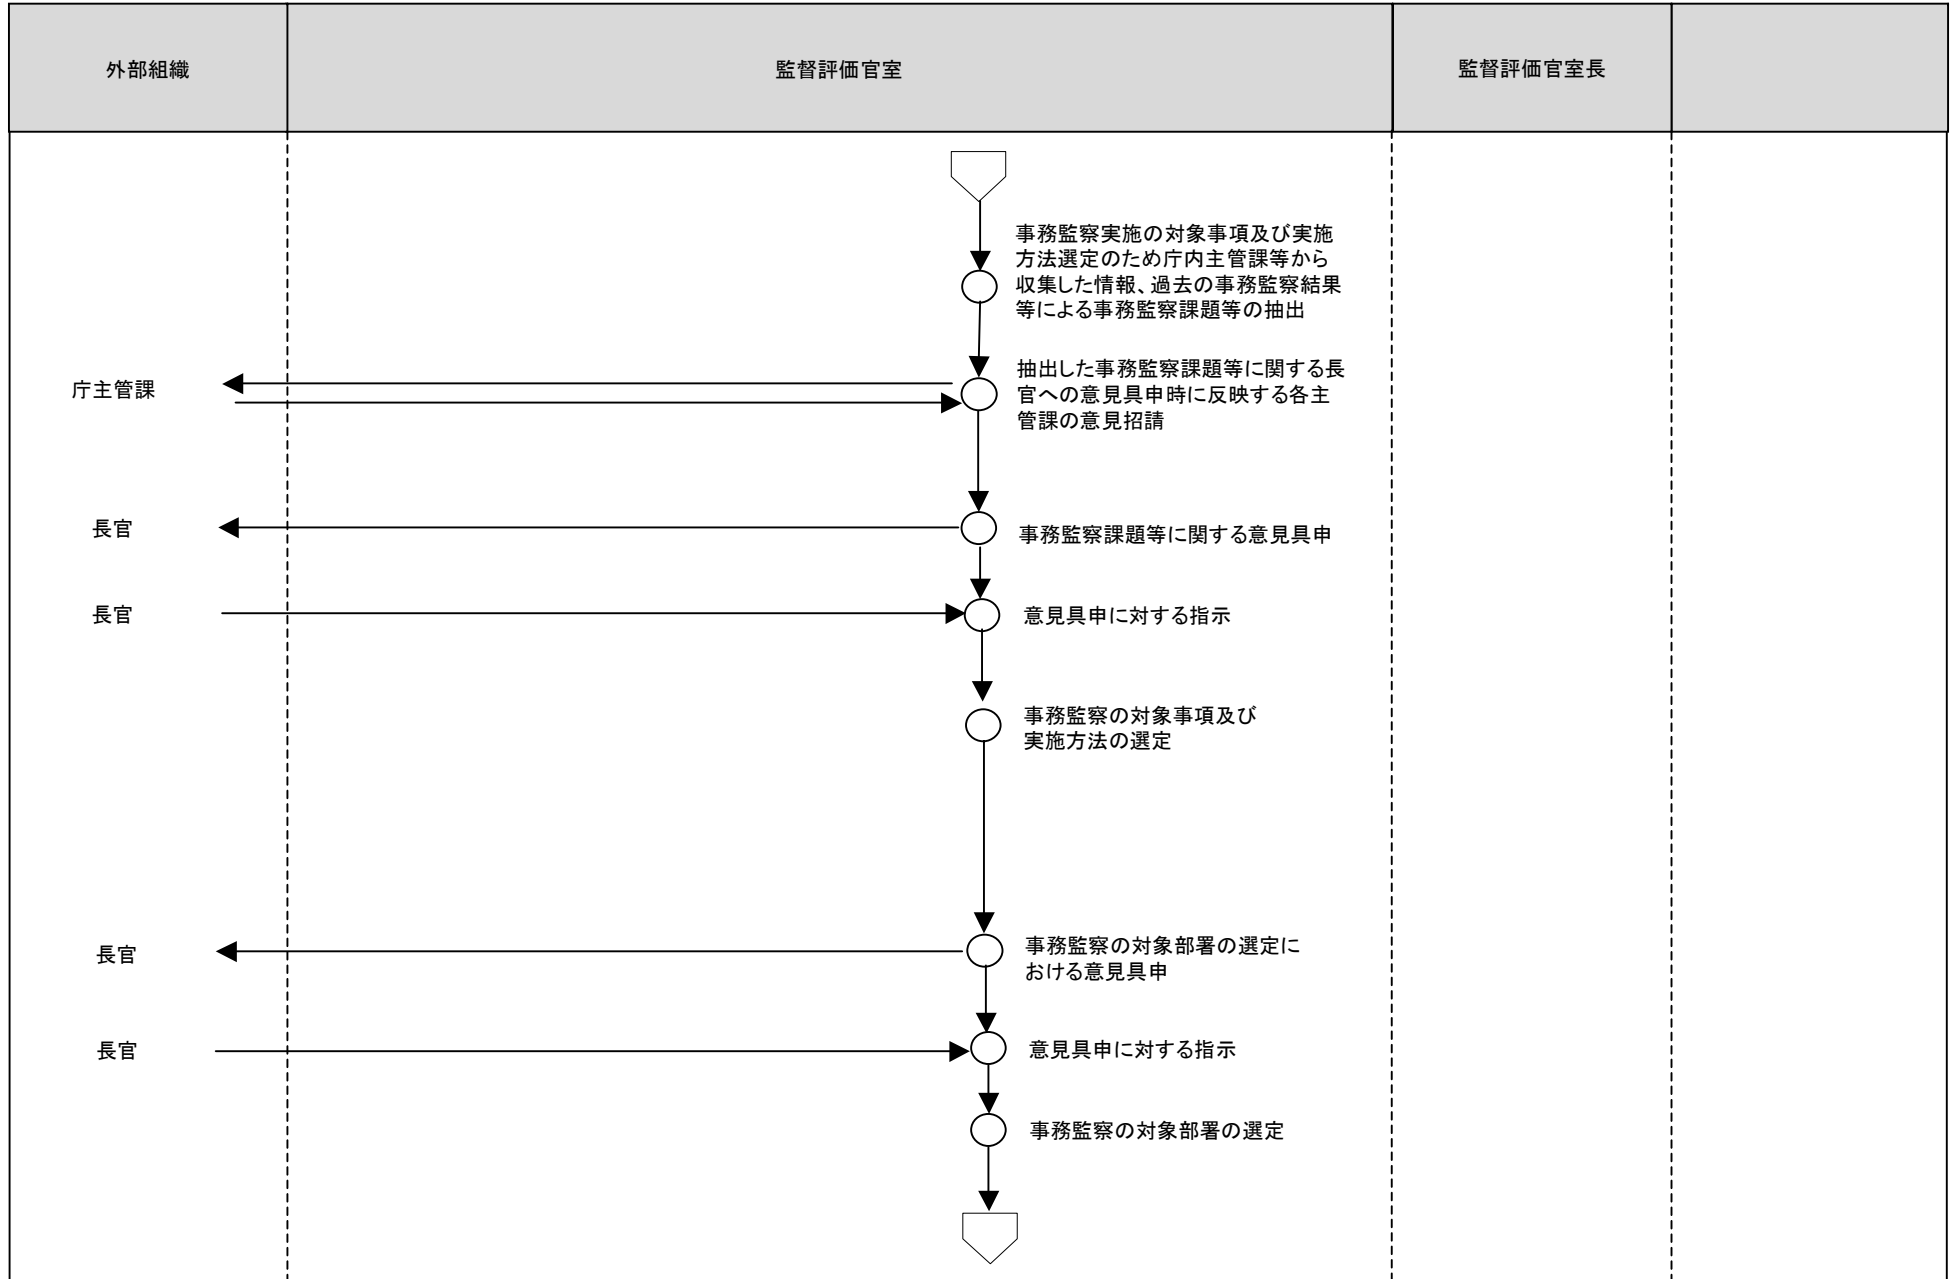 外部組織
監督評価官室
監督評価官室長
事務監察実施の対象事項及び実施
方法選定のため庁内主管課等から
収集した情報、過去の事務監察結果
等による事務監察課題等の抽出
庁主管課
抽出した事務監察課題等に関する長
官への意見具申時に反映する各主
管課の意見招請
長官
事務監察課題等に関する意見具申
長官
意見具申に対する指示
事務監察の対象事項及び
実施方法の選定
長官
事務監察の対象部署の選定に
おける意見具申
長官
意見具申に対する指示
事務監察の対象部署の選定